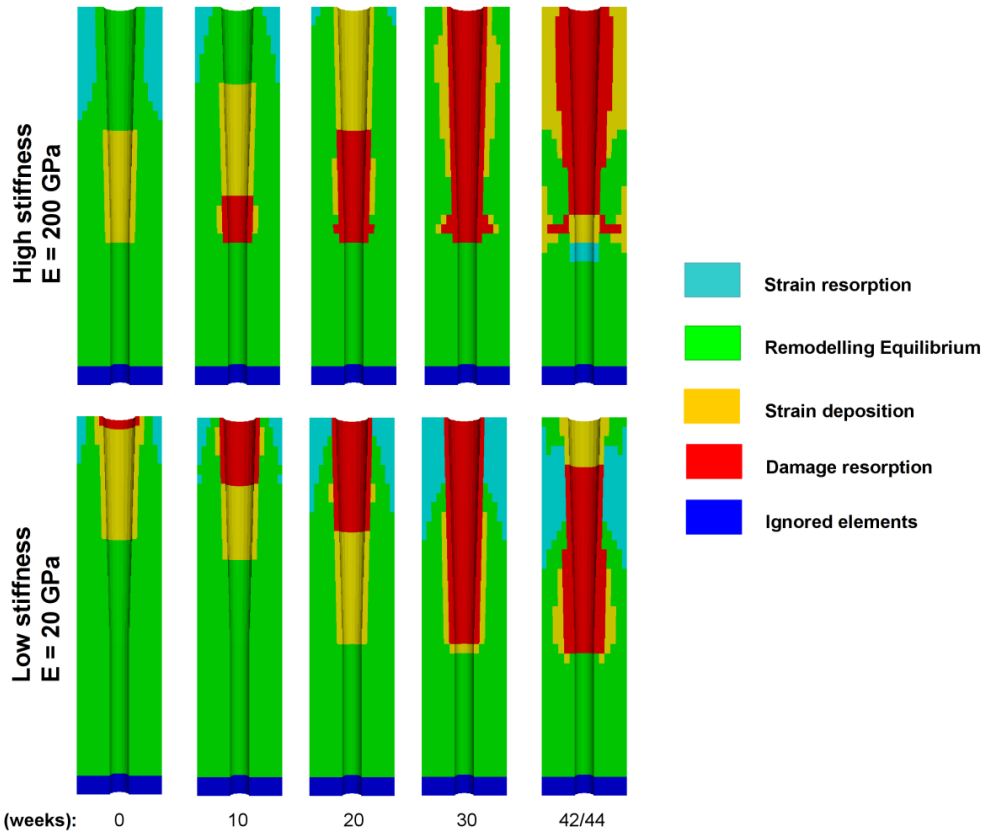 High stiffness
E = 200 GPa
Strain resorption
Remodelling Equilibrium
Strain deposition
Damage resorption
Ignored elements
Low stiffness
E = 20 GPa
(weeks): 0 10 20 30 42/44